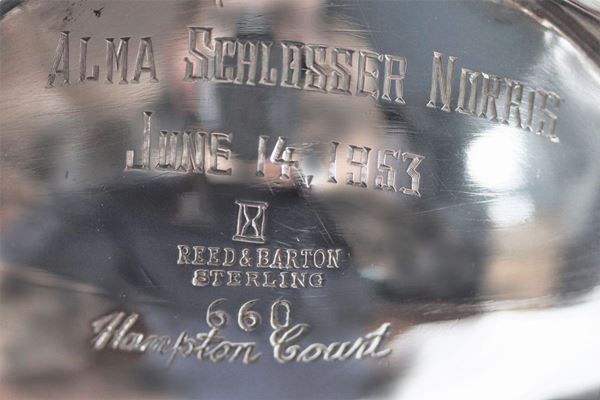 ALMA SCHLOSSER NORRIS
JUNE 14, 1953
REED & BARTON
STERLING
660
Hampton Court